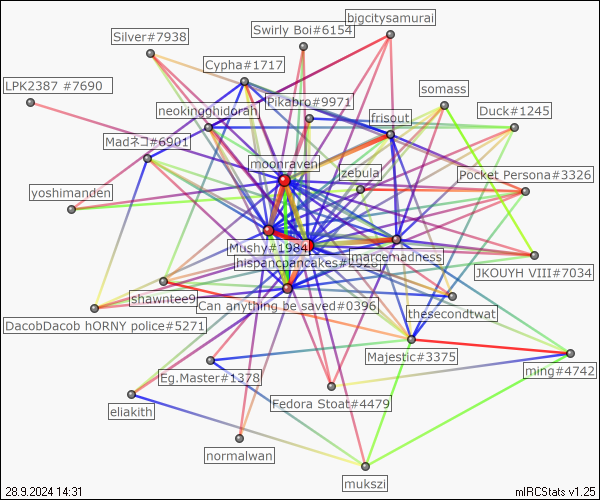 bigcitysamurai
Swirly Boi#6154
Silver#7938
Cypha#1717
LPK2387 #7690
somass
Pikabro#9971
neokingghidorah
Duck#1245
frisout
Madネコ#6901
moonraven
zebula
Pocket Persona#3326
yoshimanden
Mushy#1984
marcemadness
hispancpancakes#2520
JKOUYH VIII#7034
shawntee9
Can anything be saved#0396
thesecondtwat
DacobDacob hORNY police#5271
Majestic#3375
ming#4742
Eg.Master#1378
Fedora Stoat#4479
eliakith
normalwan
mukszi
28.9.2024 14:31
mIRCStats v1.25